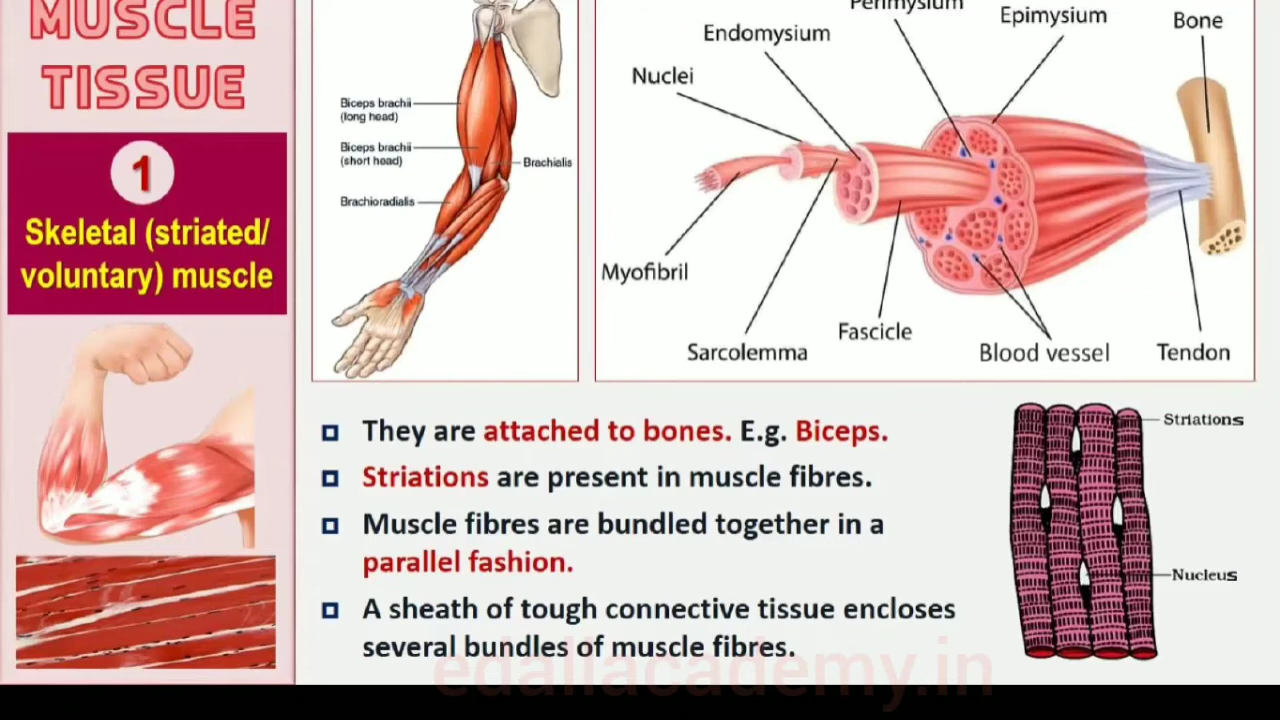 MUSCLE
TISSUE
1
Skeletal (striated/
voluntary) muscle
Biceps brachii
(long head)
Biceps brachii
(short head)
Brachialis
Brachioradialis
Perimysium
Epimysium
Bone
Endomysium
Nuclei
Myofibril
Sarcolemma
Fascicle
Blood vessel
Tendon
They are attached to bones. E.g. Biceps.
Striations are present in muscle fibres.
Muscle fibres are bundled together in a
parallel fashion.
A sheath of tough connective tissue encloses
several bundles of muscle fibres.
Striations
Nucleus
edaliacademy.in